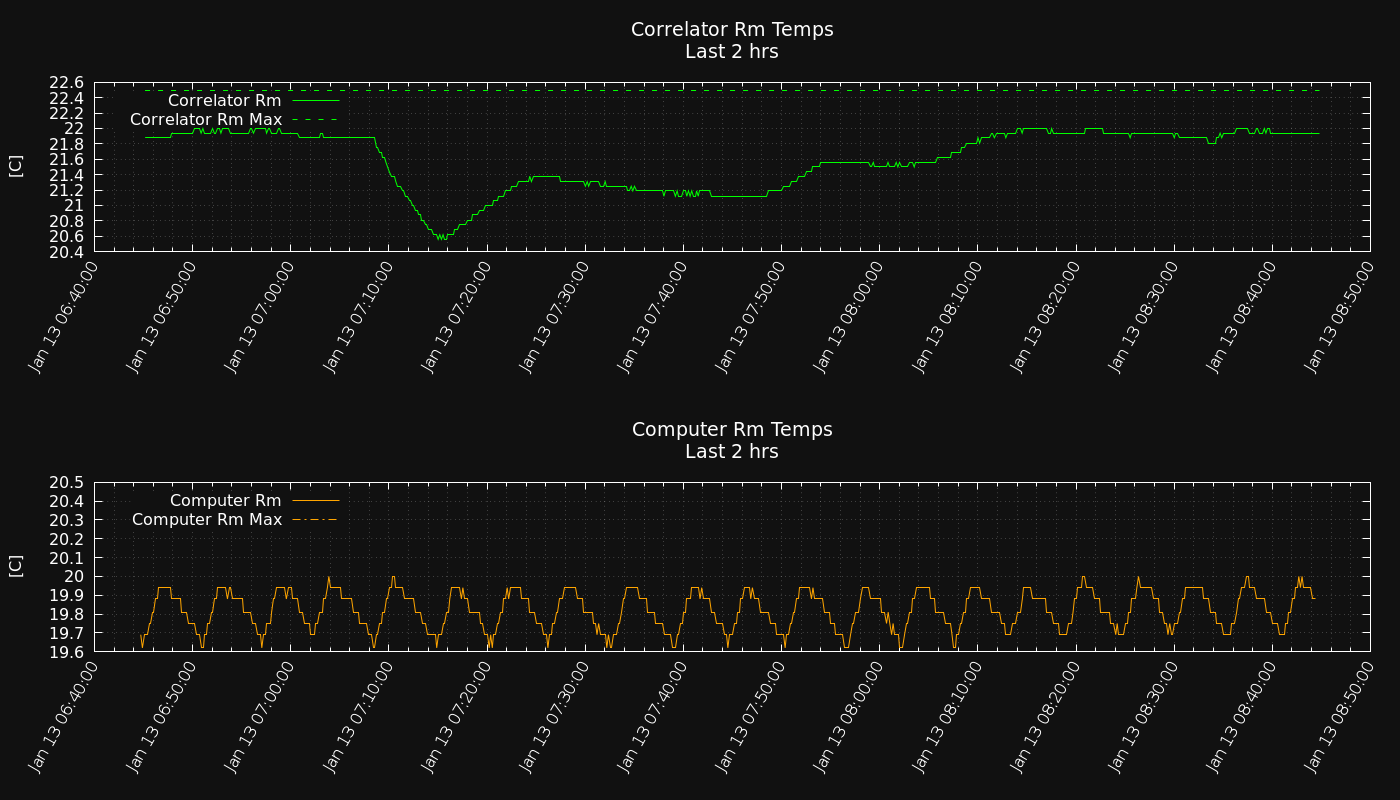 Correlator Rm Temps
Last 2 hrs
[C]
22.6
22.4
22.2
22
21.8
21.6
21.4
21.2
21
20.8
20.6
20.4
Correlator Rm
Correlator Rm Max
Jan 13 06:40:00
Jan 13 06:50:00
Jan 13 07:00:00
Jan 13 07:10:00
Jan 13 07:20:00
Jan 13 07:30:00
Jan 13 07:40:00
Jan 13 07:50:00
Jan 13 08:00:00
Jan 13 08:10:00
Jan 13 08:20:00
Jan 13 08:30:00
Jan 13 08:40:00
Jan 13 08:50:00
Computer Rm Temps
Last 2 hrs
[C]
20.5
20.4
20.3
20.2
20.1
20
19.9
19.8
19.7
19.6
Computer Rm
Computer Rm Max
Jan 13 06:40:00
Jan 13 06:50:00
Jan 13 07:00:00
Jan 13 07:10:00
Jan 13 07:20:00
Jan 13 07:30:00
Jan 13 07:40:00
Jan 13 07:50:00
Jan 13 08:00:00
Jan 13 08:10:00
Jan 13 08:20:00
Jan 13 08:30:00
Jan 13 08:40:00
Jan 13 08:50:00